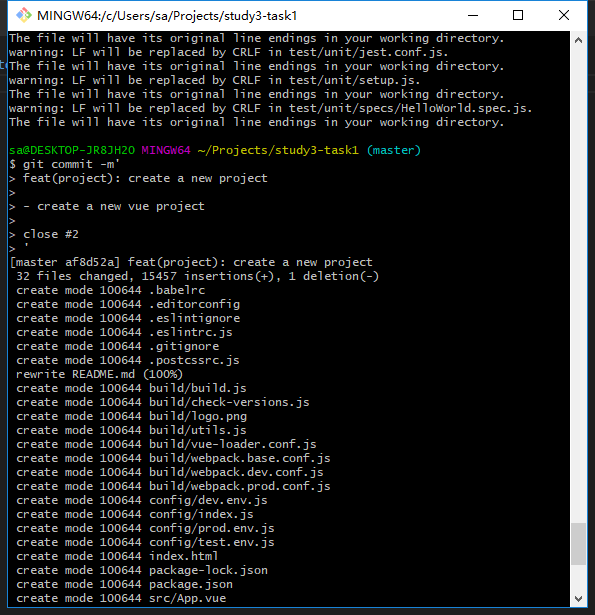 MINGW64:/c/Users/sa/Projects/study3-task1
The file will have its original line endings in your working directory.
warning: LF will be replaced by CRLF in test/unit/jest.conf.js.
The file will have its original line endings in your working directory.
warning: LF will be replaced by CRLF in test/unit/setup.js.
The file will have its original line endings in your working directory.
warning: LF will be replaced by CRLF in test/unit/specs/HelloWorld.spec.js.
The file will have its original line endings in your working directory.
sa@DESKTOP-JR8JH2O MINGW64 ~/Projects/study3-task1 (master)
$ git commit -m'
> feat(project): create a new project
>
> - create a new vue project
>
> close #2
> '
[master af8d52a] feat(project): create a new project
32 files changed, 15457 insertions(+), 1 deletion(-)
create mode 100644 .babelrc
create mode 100644 .editorconfig
create mode 100644 .eslintignore
create mode 100644 .eslintrc.js
create mode 100644 .gitignore
create mode 100644 .postcssrc.js
rewrite README.md (100%)
create mode 100644 build/build.js
create mode 100644 build/check-versions.js
create mode 100644 build/logo.png
create mode 100644 build/utils.js
create mode 100644 build/vue-loader.conf.js
create mode 100644 build/webpack.base.conf.js
create mode 100644 build/webpack.dev.conf.js
create mode 100644 build/webpack.prod.conf.js
create mode 100644 config/dev.env.js
create mode 100644 config/index.js
create mode 100644 config/prod.env.js
create mode 100644 config/test.env.js
create mode 100644 index.html
create mode 100644 package-lock.json
create mode 100644 package.json
create mode 100644 src/App.vue